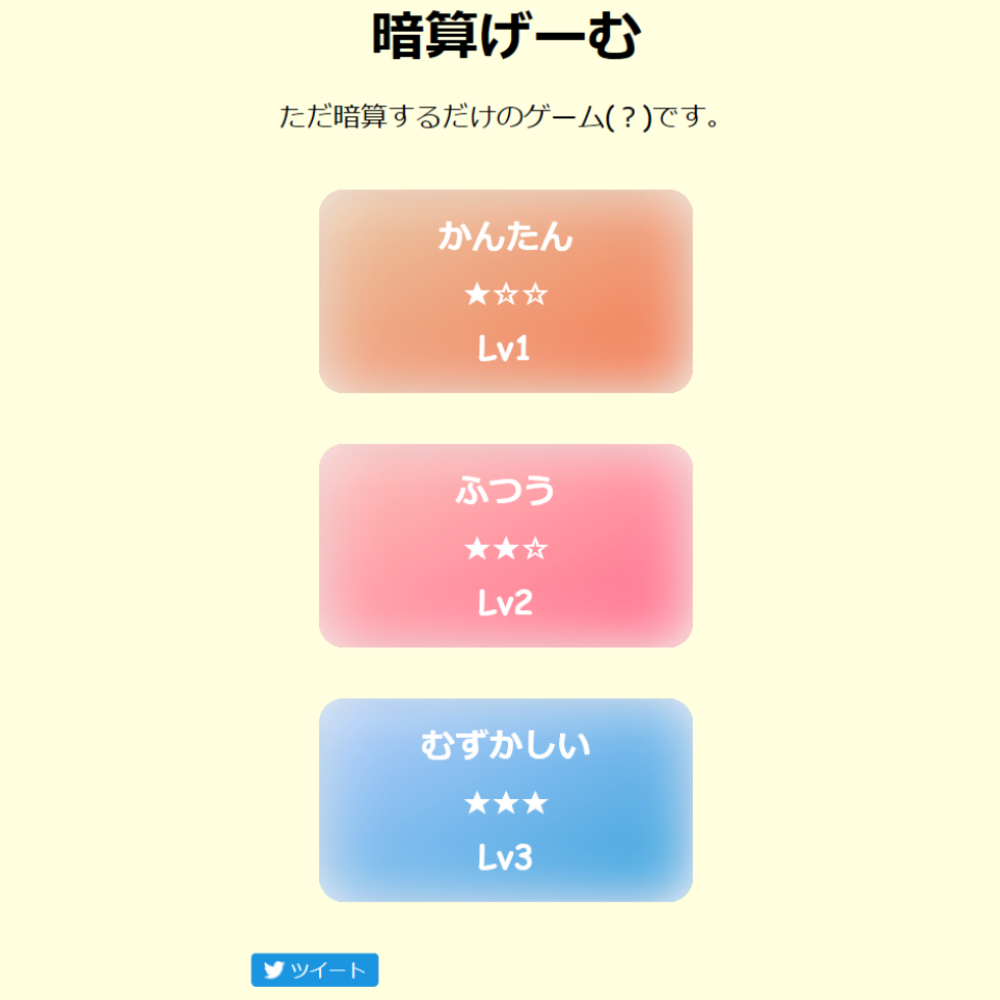 暗算げーむ
ただ暗算するだけのゲーム(？)です。
かんたん
★☆☆
Lv1
ふつう
★★☆
Lv2
むずかしい
★★★
Lv3
ツイート